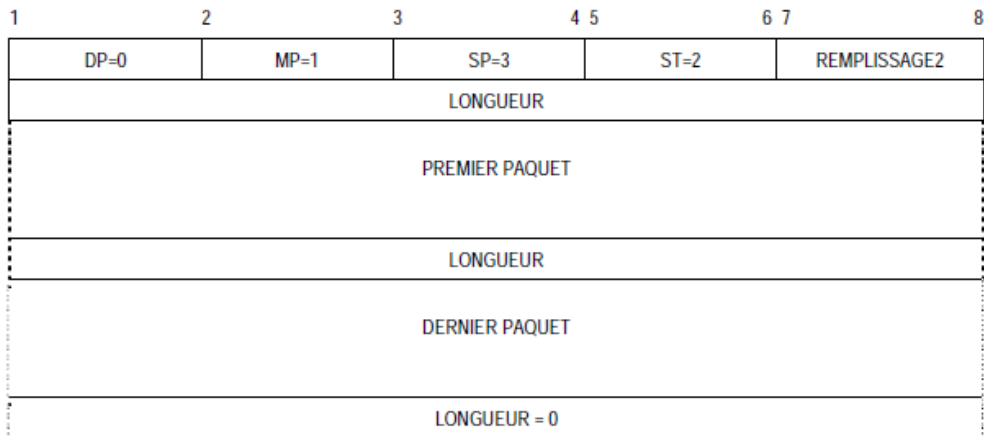 1 2 3 4 5 6 7 8
DP=0 MP=1 SP=3 ST=2 REMPLISSAGE2
LONGUEUR
PREMIER PAQUET
LONGUEUR
DERNIER PAQUET
LONGUEUR = 0